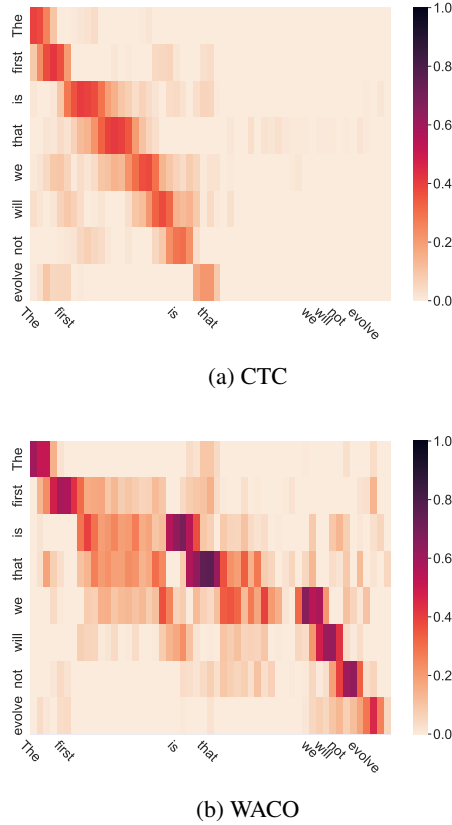 The
first
is
that
we
will
not
evolve
The first is that we will not evolve
1.0
0.8
0.6
0.4
0.2
0.0
(a) CTC
The
first
is
that
we
will
not
evolve
The first is that we will not evolve
1.0
0.8
0.6
0.4
0.2
0.0
(b) WACO